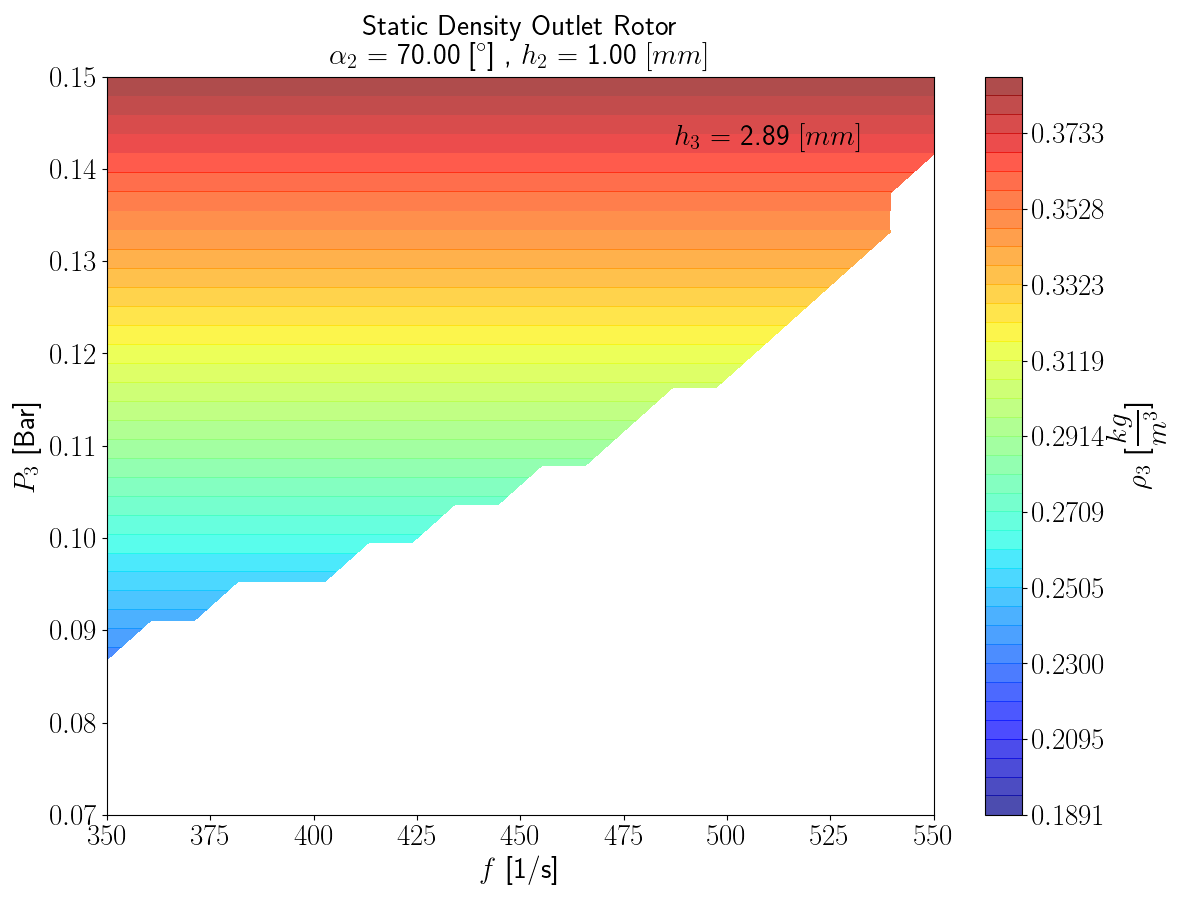 Static Density Outlet Rotor
α₂ = 70.00 [°] , h₂ = 1.00 [mm]
h₃ = 2.89 [mm]
P₃ [Bar]
0.15
0.14
0.13
0.12
0.11
0.10
0.09
0.08
0.07
350 375 400 425 450 475 500 525 550
f [1/s]
0.3733
0.3528
0.3323
0.3119
0.2914
0.2709
0.2505
0.2300
0.2095
0.1891
ρ₃ [kg/m³]